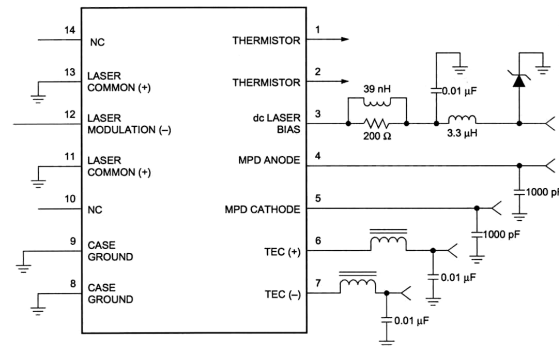 14
NC
13
LASER
COMMON (+)
12
LASER
MODULATION (–)
11
LASER
COMMON (+)
10
NC
9
CASE
GROUND
8
CASE
GROUND
1
THERMISTOR
2
THERMISTOR
3
dc LASER
BIAS
4
MPD ANODE
5
MPD CATHODE
6
TEC (+)
7
TEC (–)
39 nH
200 Ω
0.01 µF
3.3 µH
1000 pF
1000 pF
0.01 µF
0.01 µF